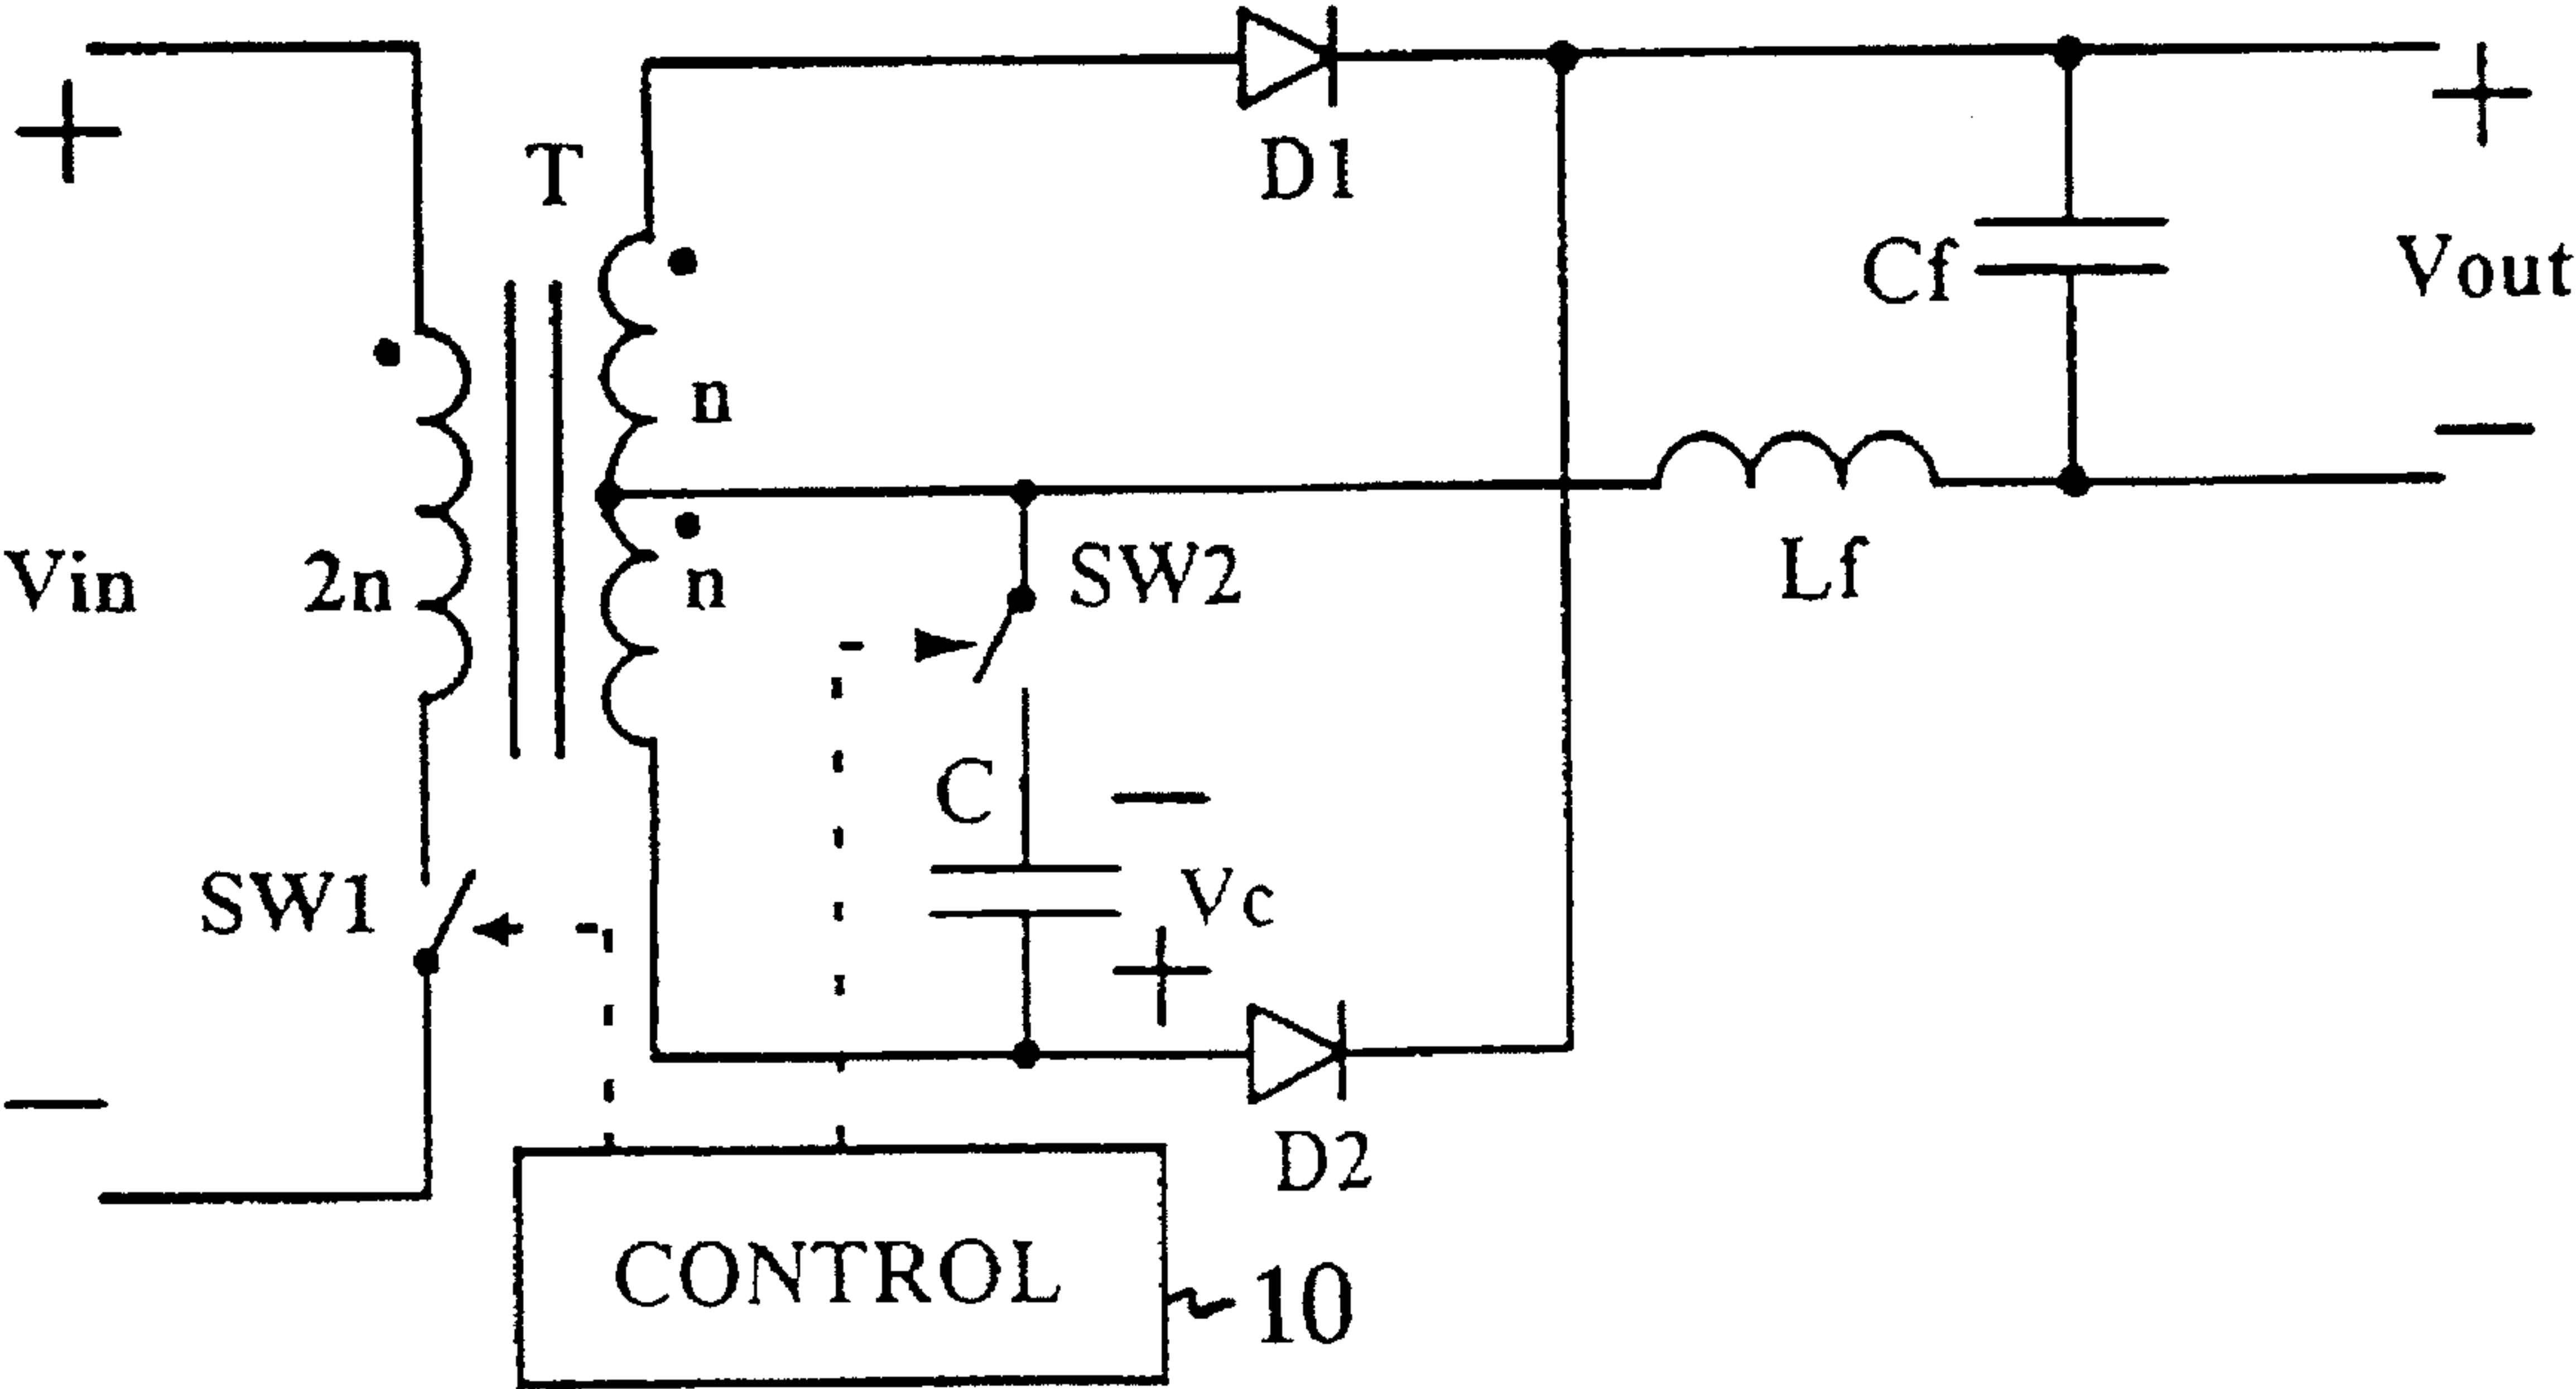 +
T
D1
+
Cf
Vout
n
−
Vin
2n
n
SW2
Lf
C
−
SW1
Vc
+
−
D2
CONTROL
10